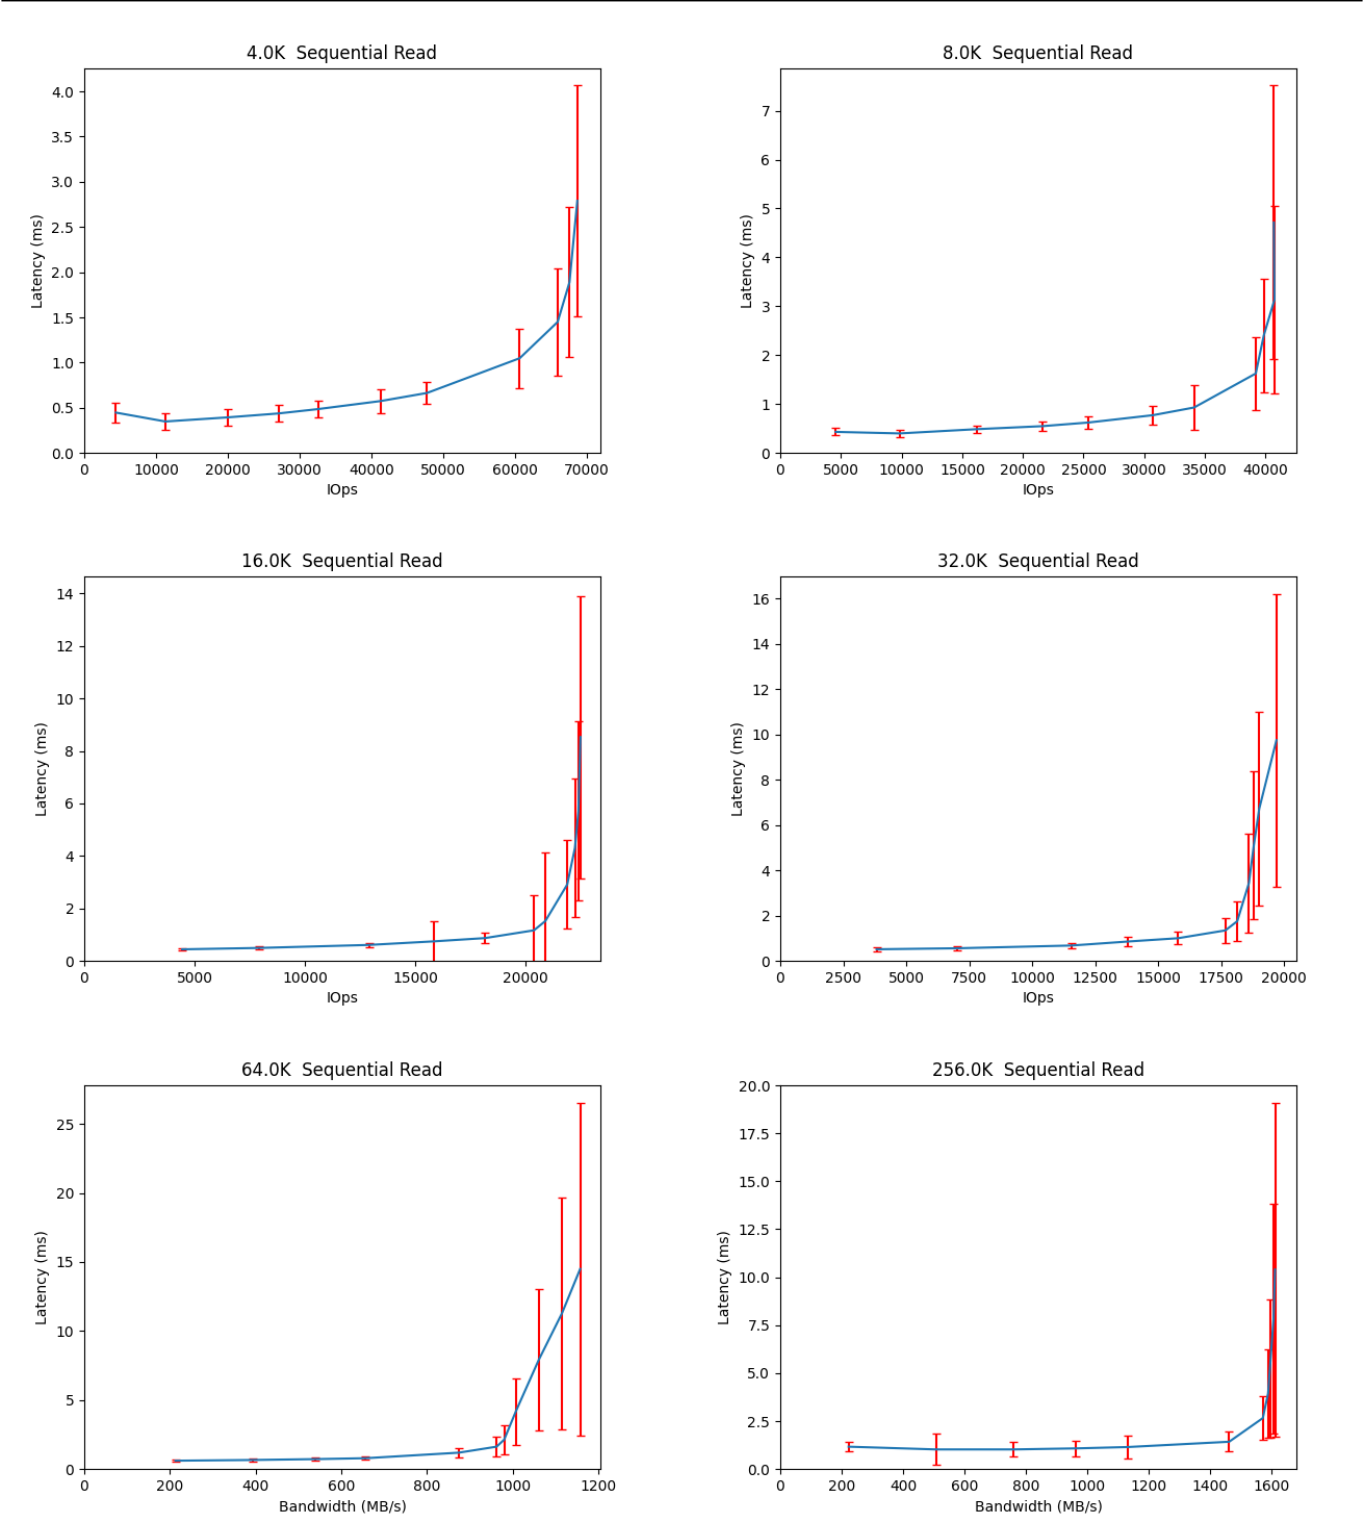 4.0K  Sequential Read
4.0
3.5
3.0
2.5
2.0
1.5
1.0
0.5
0.0
Latency (ms)
0 10000 20000 30000 40000 50000 60000 70000
IOps
8.0K  Sequential Read
7
6
5
4
3
2
1
0
Latency (ms)
0 5000 10000 15000 20000 25000 30000 35000 40000
IOps
16.0K  Sequential Read
14
12
10
8
6
4
2
0
Latency (ms)
0 5000 10000 15000 20000
IOps
32.0K  Sequential Read
16
14
12
10
8
6
4
2
0
Latency (ms)
0 2500 5000 7500 10000 12500 15000 17500 20000
IOps
64.0K  Sequential Read
25
20
15
10
5
0
Latency (ms)
0 200 400 600 800 1000 1200
Bandwidth (MB/s)
256.0K  Sequential Read
20.0
17.5
15.0
12.5
10.0
7.5
5.0
2.5
0.0
Latency (ms)
0 200 400 600 800 1000 1200 1400 1600
Bandwidth (MB/s)